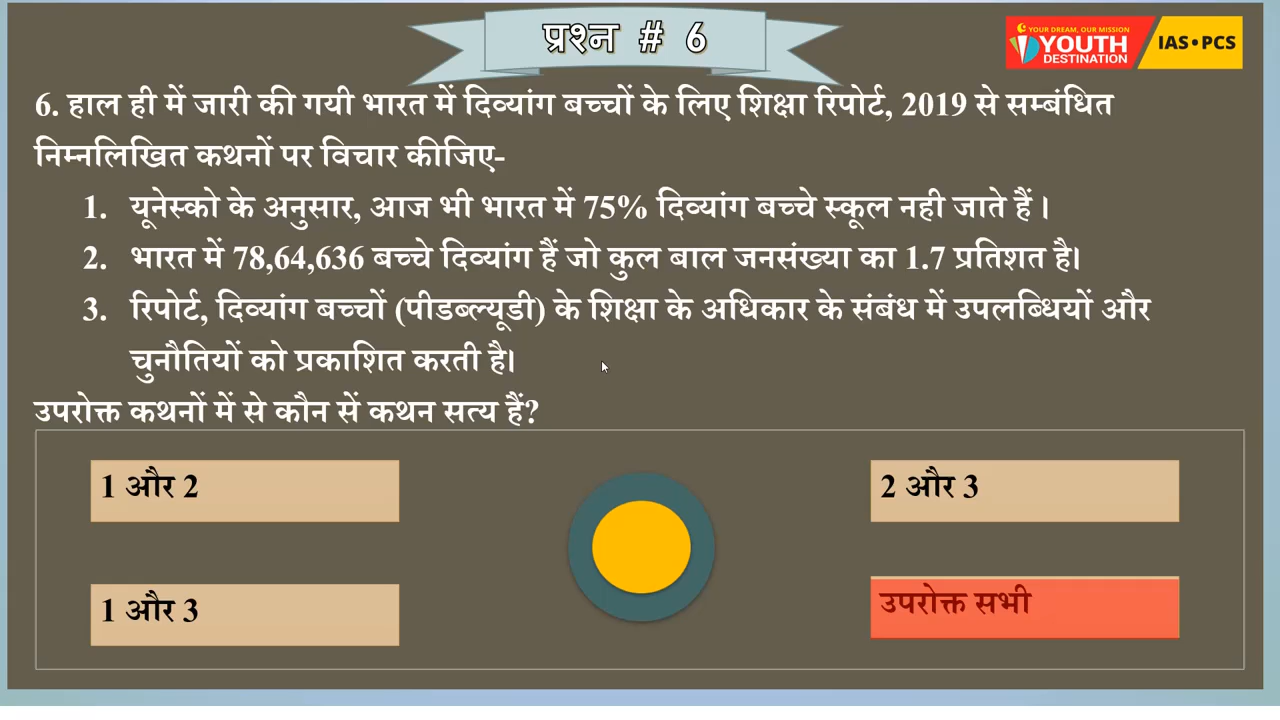 प्रश्न # 6
YOUR DREAM, OUR MISSION
YOUTH
DESTINATION
IAS•PCS
6. हाल ही में जारी की गयी भारत में दिव्यांग बच्चों के लिए शिक्षा रिपोर्ट, 2019 से सम्बंधित
निम्नलिखित कथनों पर विचार कीजिए-
1. यूनेस्को के अनुसार, आज भी भारत में 75% दिव्यांग बच्चे स्कूल नही जाते हैं ।
2. भारत में 78,64,636 बच्चे दिव्यांग हैं जो कुल बाल जनसंख्या का 1.7 प्रतिशत है।
3. रिपोर्ट, दिव्यांग बच्चों (पीडब्ल्यूडी) के शिक्षा के अधिकार के संबंध में उपलब्धियों और
चुनौतियों को प्रकाशित करती है।
उपरोक्त कथनों में से कौन सें कथन सत्य हैं?
1 और 2
2 और 3
1 और 3
उपरोक्त सभी